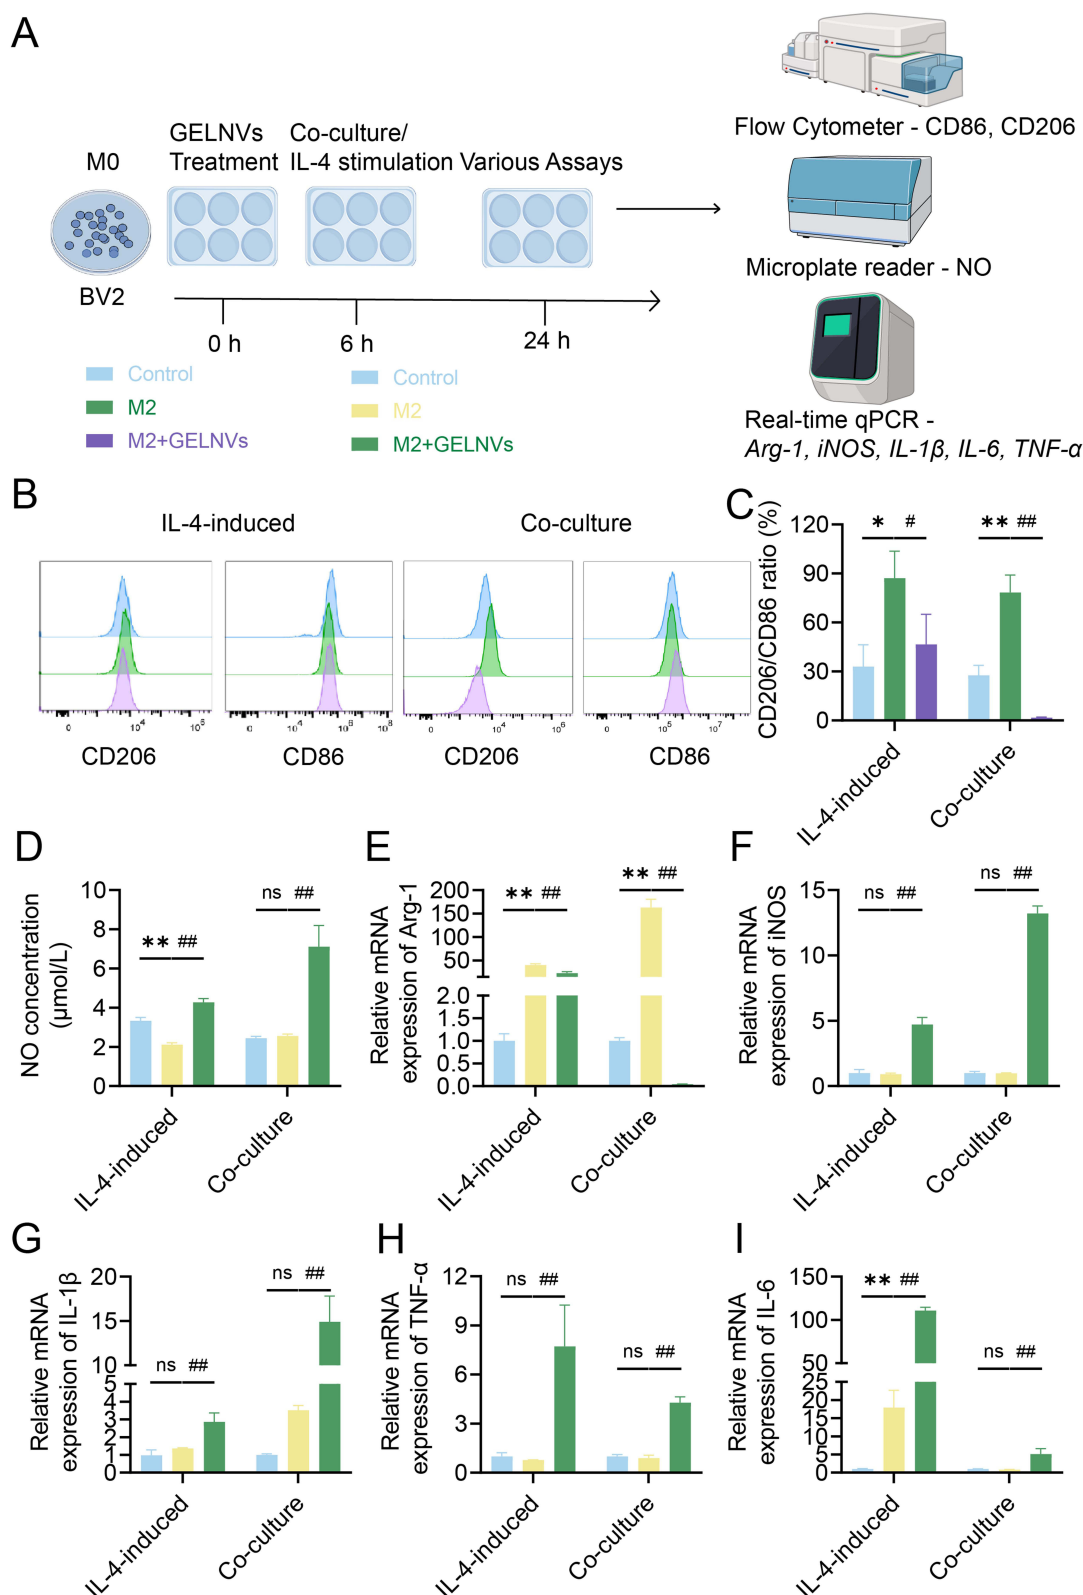 A
GELNVs
Treatment
Co-culture/
IL-4 stimulation
Various Assays
M0
BV2
0 h
6 h
24 h
Control
M2
M2+GELNVs
Control
M2
M2+GELNVs
Flow Cytometer - CD86, CD206
Microplate reader - NO
Real-time qPCR -
Arg-1, iNOS, IL-1β, IL-6, TNF-α
B
IL-4-induced
Co-culture
0 10⁴ 10⁵
CD206
CD86
0 10⁴ 10⁶
CD206
0 10⁵ 10⁷
CD86
C
CD206/CD86 ratio (%)
120
90
60
30
0
* # ** ##
IL-4-induced
Co-culture
D
NO concentration
(μmol/L)
10
8
6
4
2
0
** ## ns ##
IL-4-induced
Co-culture
E
Relative mRNA
expression of Arg-1
200
150
100
50
2.0
1.5
1.0
0.5
0.0
** ## ** ##
IL-4-induced
Co-culture
F
Relative mRNA
expression of iNOS
15
10
5
0
ns ## ns ##
IL-4-induced
Co-culture
G
Relative mRNA
expression of IL-1β
20
15
10
5
4
3
2
1
0
ns ## ns ##
IL-4-induced
Co-culture
H
Relative mRNA
expression of TNF-α
12
9
6
3
0
ns ## ns ##
IL-4-induced
Co-culture
I
Relative mRNA
expression of IL-6
150
100
50
25
20
15
10
5
0
** ## ns ##
IL-4-induced
Co-culture